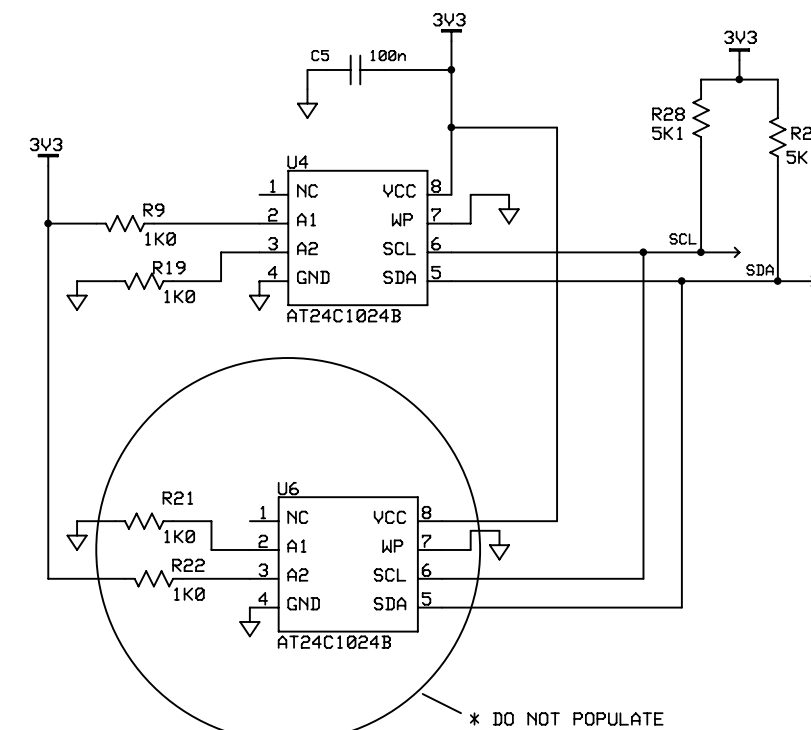 3V3
C5 100n
3V3
R28
5K1
R2
5K
3V3
U4
1 NC VCC 8
R9
1K0
2 A1 WP 7
3 A2 SCL 6
SCL
R19
1K0
4 GND SDA 5
SDA
AT24C1024B
U6
R21
1K0
1 NC VCC 8
2 A1 WP 7
R22
1K0
3 A2 SCL 6
4 GND SDA 5
AT24C1024B
* DO NOT POPULATE